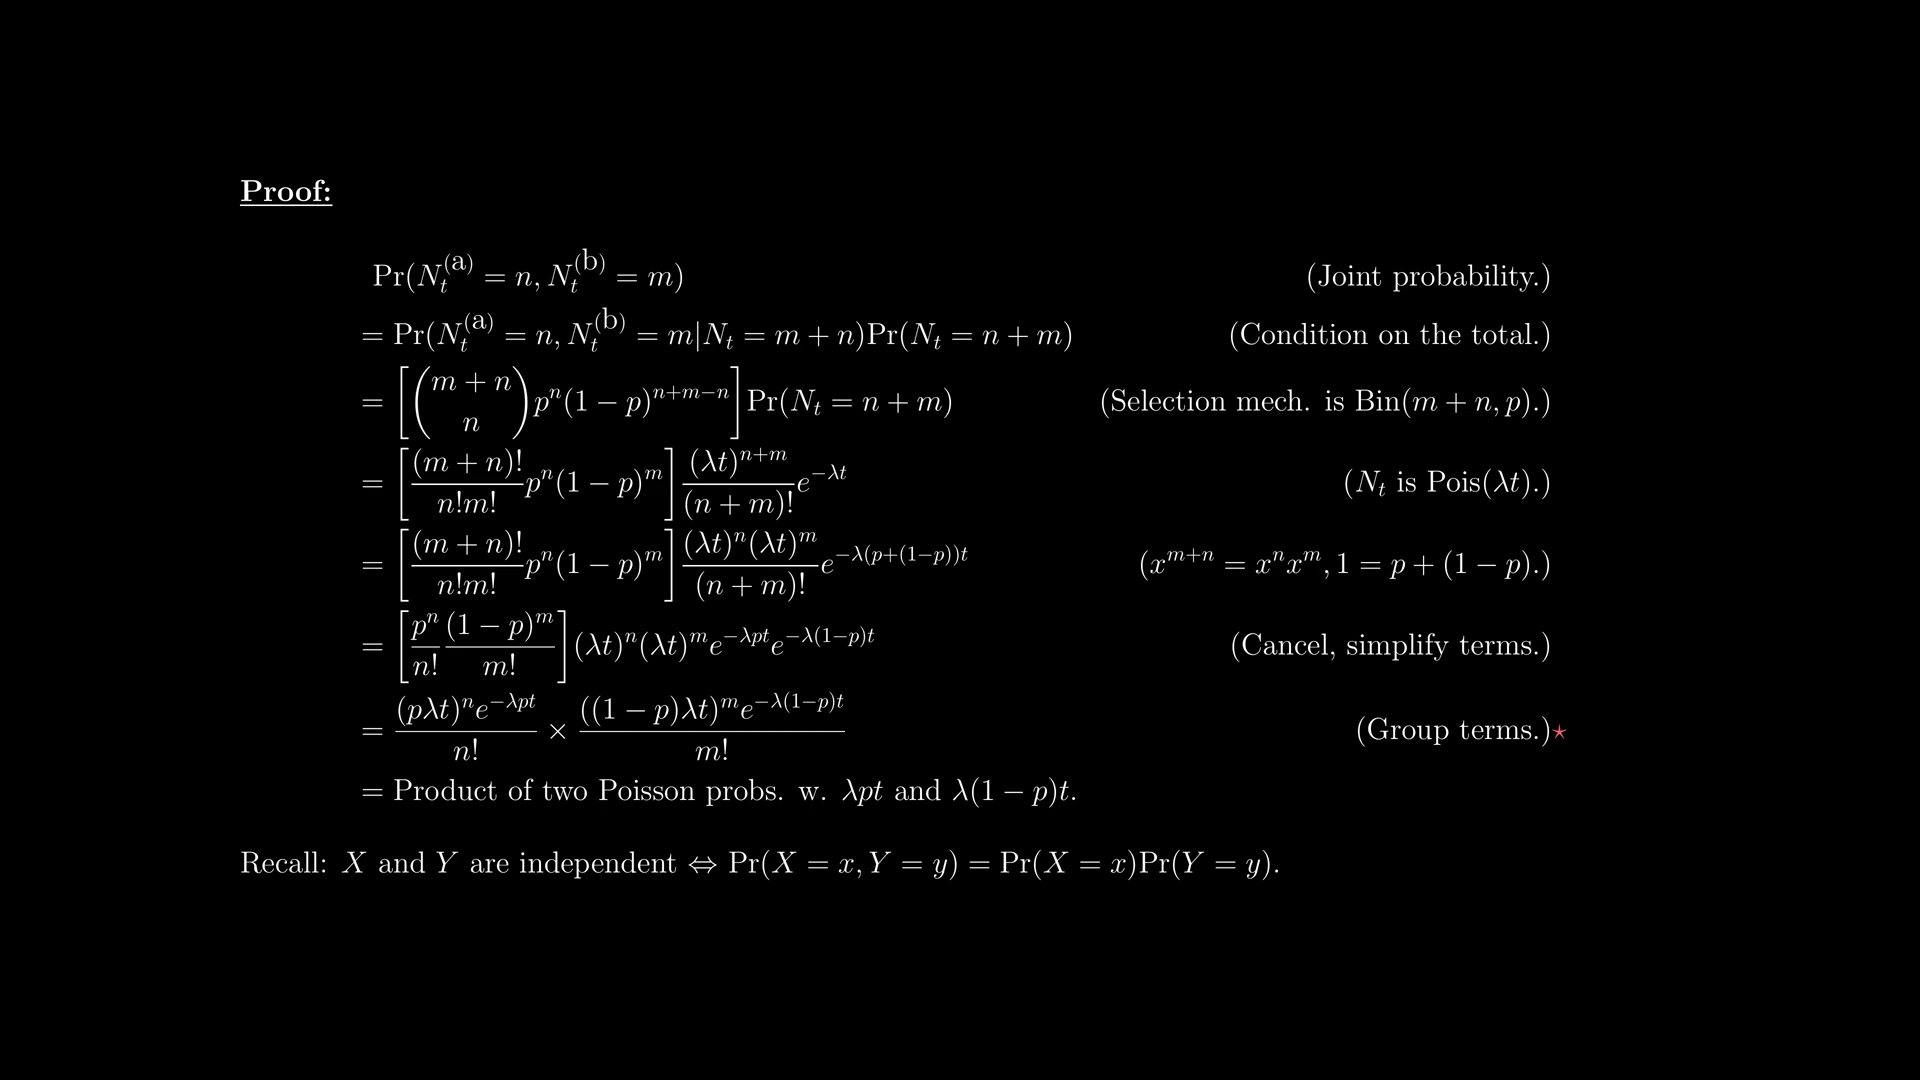 Proof:
Pr(N_t^{(a)} = n, N_t^{(b)} = m) (Joint probability.)
= Pr(N_t^{(a)} = n, N_t^{(b)} = m|N_t = m + n)Pr(N_t = n + m) (Condition on the total.)
= [\binom{m + n}{n} p^n(1 − p)^{n+m−n}] Pr(N_t = n + m) (Selection mech. is Bin(m + n, p).)
= [\frac{(m + n)!}{n!m!} p^n(1 − p)^m] \frac{(λt)^{n+m}}{(n + m)!} e^{−λt} (N_t is Pois(λt).)
= [\frac{(m + n)!}{n!m!} p^n(1 − p)^m] \frac{(λt)^n(λt)^m}{(n + m)!} e^{−λ(p+(1−p))t} (x^{m+n} = x^n x^m, 1 = p + (1 − p).)
= [\frac{p^n}{n!} \frac{(1 − p)^m}{m!}] (λt)^n(λt)^m e^{−λpt} e^{−λ(1−p)t} (Cancel, simplify terms.)
= \frac{(pλt)^n e^{−λpt}}{n!} × \frac{((1 − p)λt)^m e^{−λ(1−p)t}}{m!} (Group terms.)⋆
= Product of two Poisson probs. w. λpt and λ(1 − p)t.
Recall: X and Y are independent ⇔ Pr(X = x, Y = y) = Pr(X = x)Pr(Y = y).